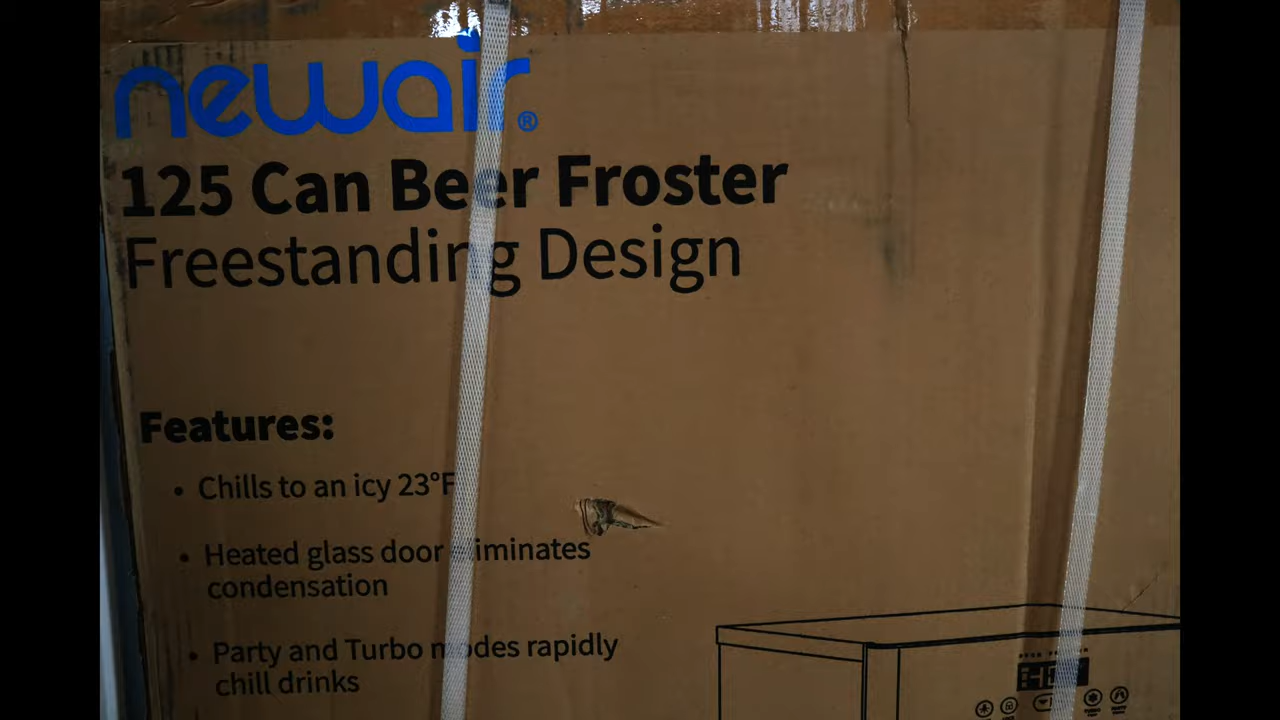 newair®
125 Can Beer Froster
Freestanding Design
Features:
• Chills to an icy 23°F
• Heated glass door eliminates
condensation
• Party and Turbo modes rapidly
chill drinks